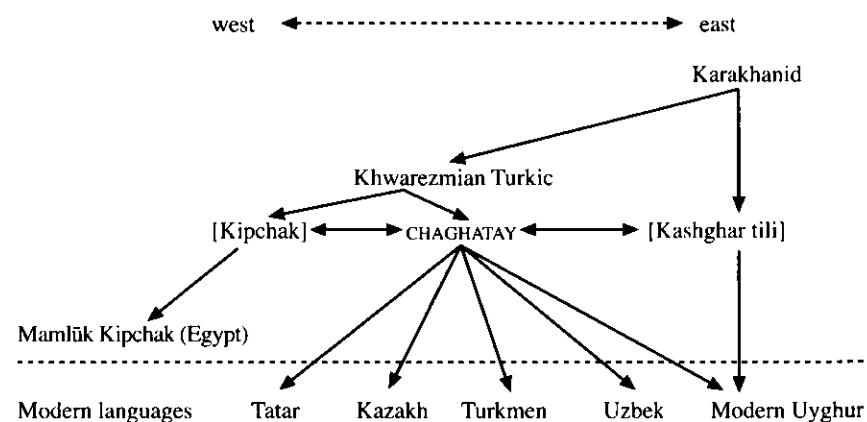 west east
Karakhanid
Khwarezmian Turkic
[Kipchak] CHAGHATAY [Kashghar tili]
Mamlūk Kipchak (Egypt)
Modern languages Tatar Kazakh Turkmen Uzbek Modern Uyghur